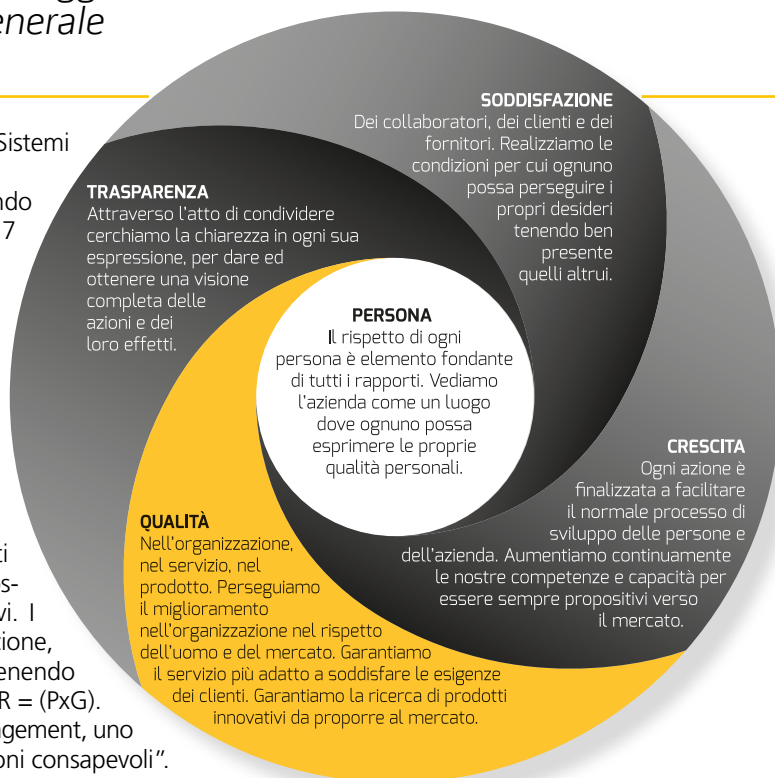 enerale
Sistemi
ndo
7
ti
os-
vi. I
zione,
enendo
R = (PxG).
agement, uno
oni consapevoli”.
TRASPARENZA
Attraverso l’atto di condividere
cerchiamo la chiarezza in ogni sua
espressione, per dare ed
ottenere una visione
completa delle
azioni e dei
loro effetti.
SODDISFAZIONE
Dei collaboratori, dei clienti e dei
fornitori. Realizziamo le
condizioni per cui ognuno
possa perseguire i
propri desideri
tenendo ben
presente
quelli altrui.
PERSONA
Il rispetto di ogni
persona è elemento fondante
di tutti i rapporti. Vediamo
l’azienda come un luogo
dove ognuno possa
esprimere le proprie
qualità personali.
CRESCITA
Ogni azione è
finalizzata a facilitare
il normale processo di
sviluppo delle persone e
dell’azienda. Aumentiamo continuamente
le nostre competenze e capacità per
essere sempre propositivi verso
il mercato.
QUALITÀ
Nell’organizzazione,
nel servizio, nel
prodotto. Perseguiamo
il miglioramento
nell’organizzazione nel rispetto
dell’uomo e del mercato. Garantiamo
il servizio più adatto a soddisfare le esigenze
dei clienti. Garantiamo la ricerca di prodotti
innovativi da proporre al mercato.